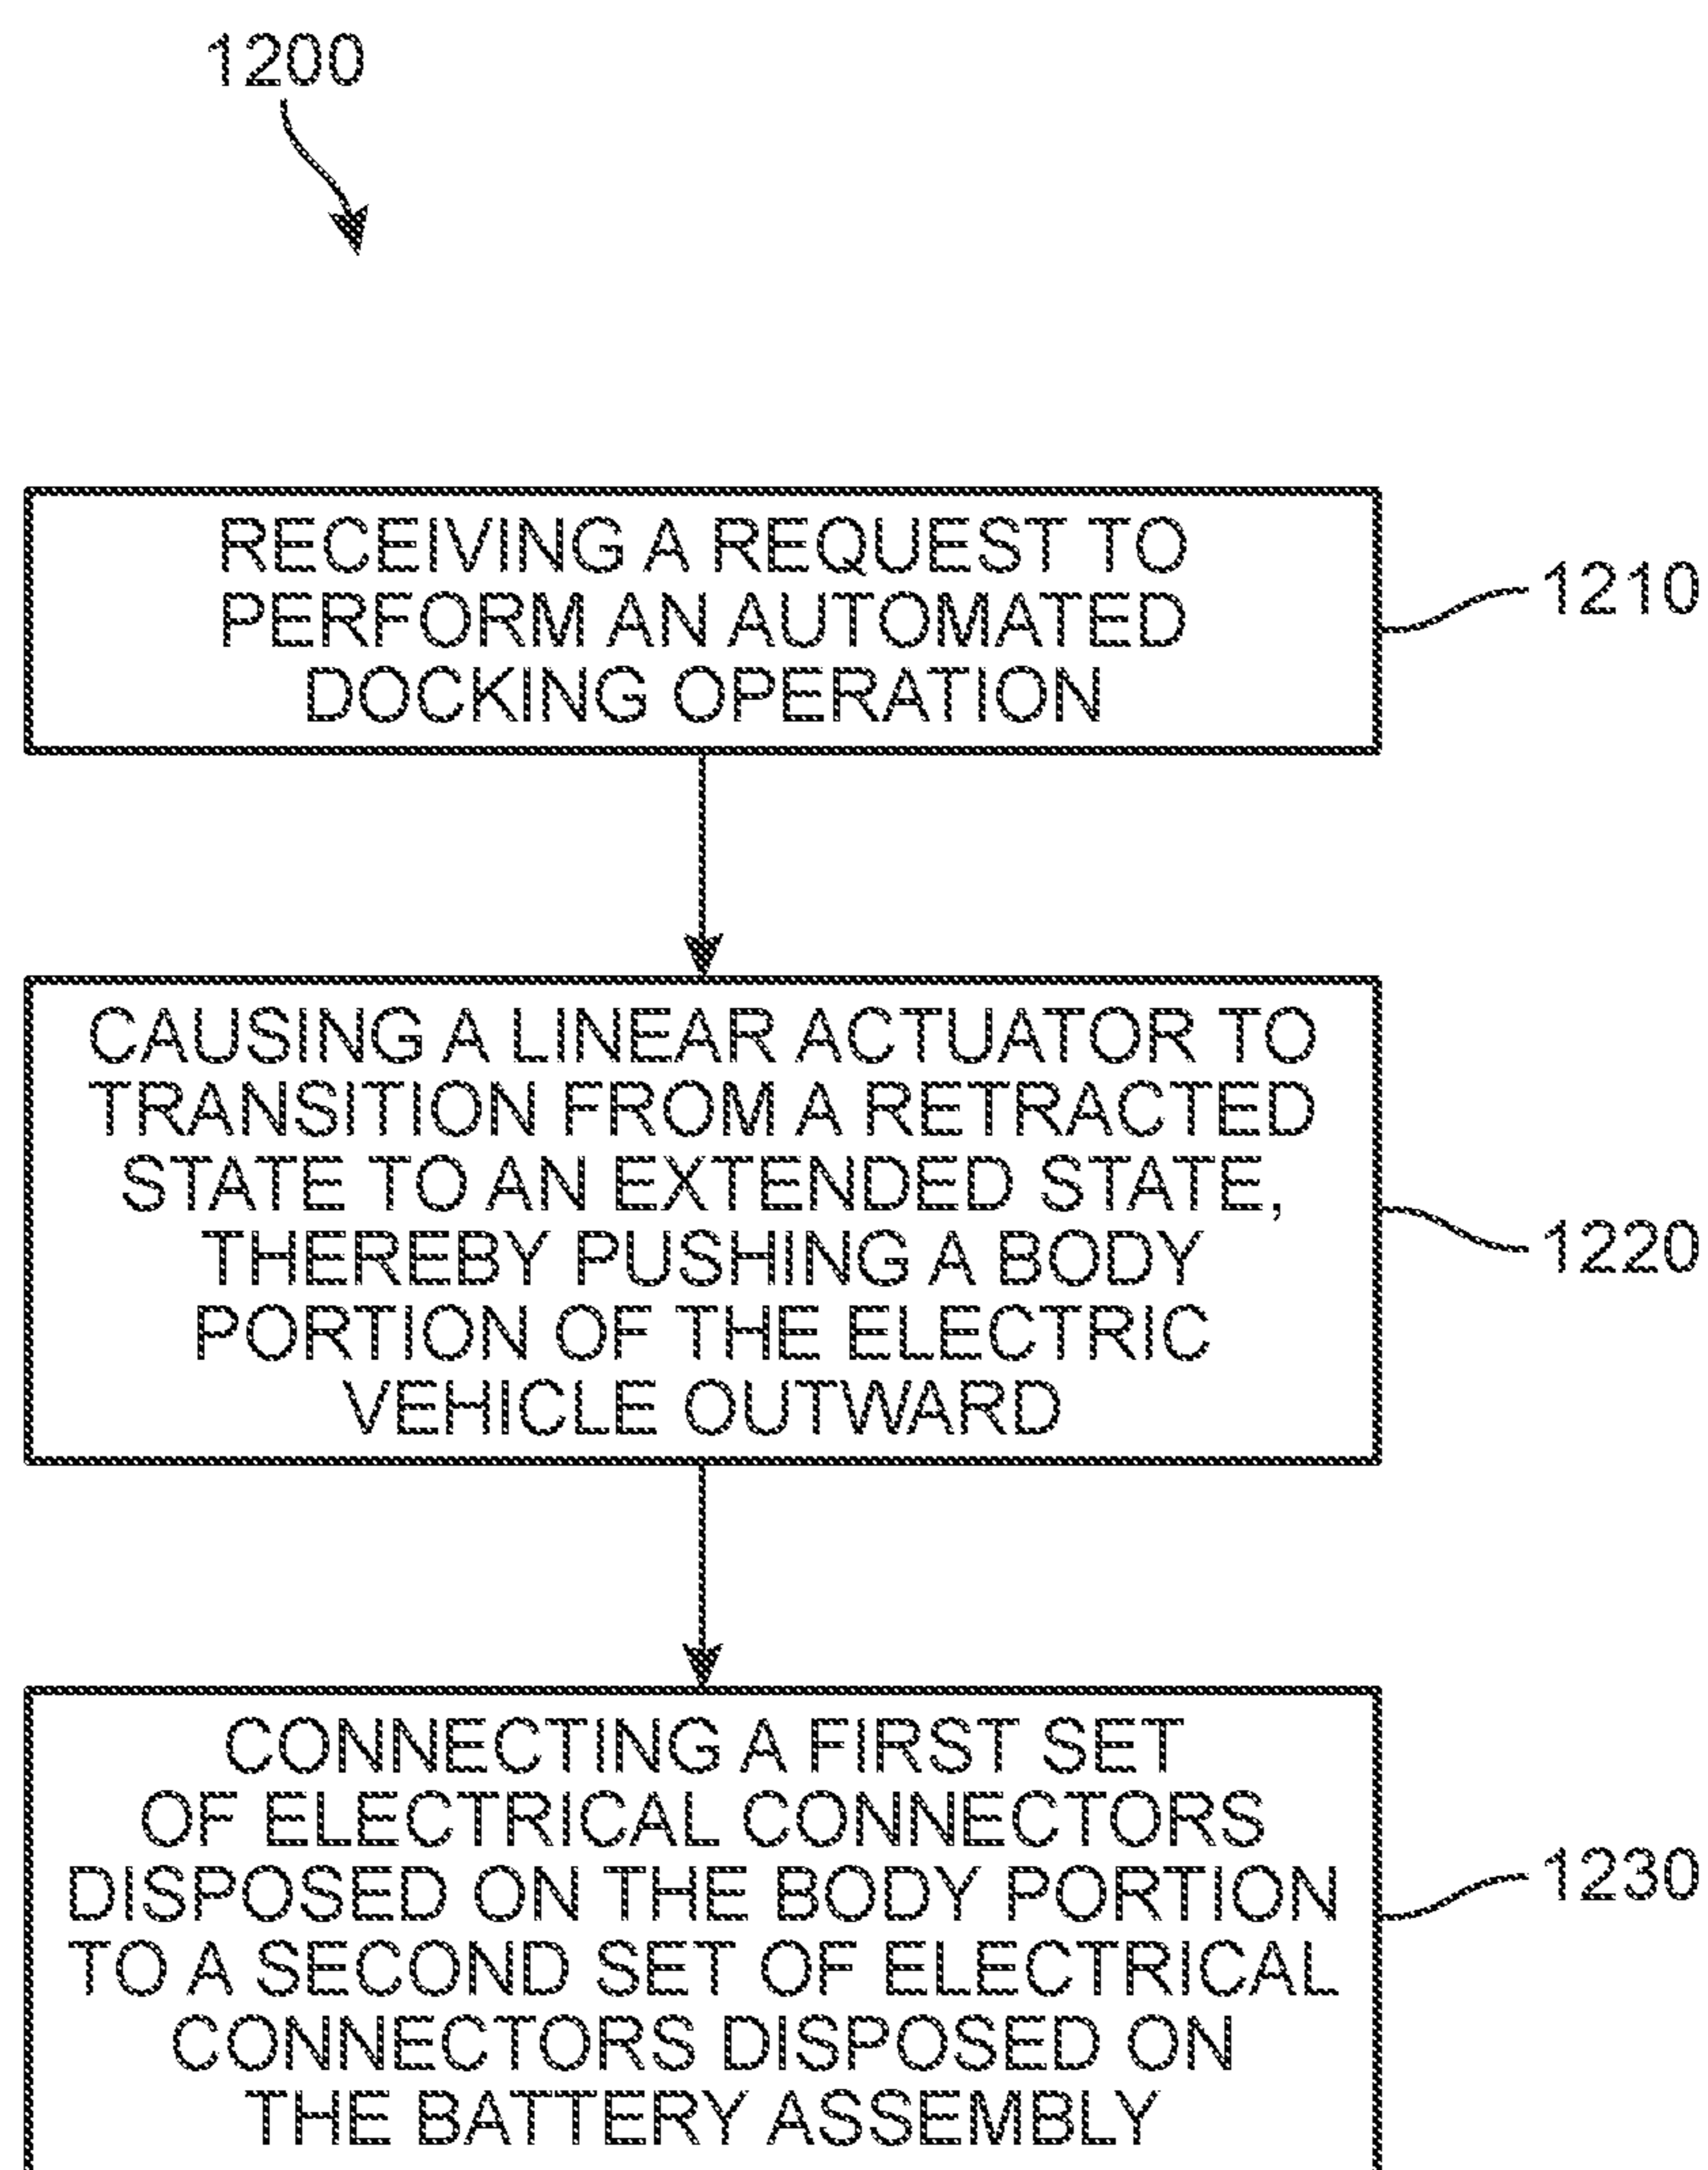 1200
RECEIVING A REQUEST TO
PERFORM AN AUTOMATED
DOCKING OPERATION
1210
CAUSING A LINEAR ACTUATOR TO
TRANSITION FROM A RETRACTED
STATE TO AN EXTENDED STATE,
THEREBY PUSHING A BODY
PORTION OF THE ELECTRIC
VEHICLE OUTWARD
1220
CONNECTING A FIRST SET
OF ELECTRICAL CONNECTORS
DISPOSED ON THE BODY PORTION
TO A SECOND SET OF ELECTRICAL
CONNECTORS DISPOSED ON
THE BATTERY ASSEMBLY
1230